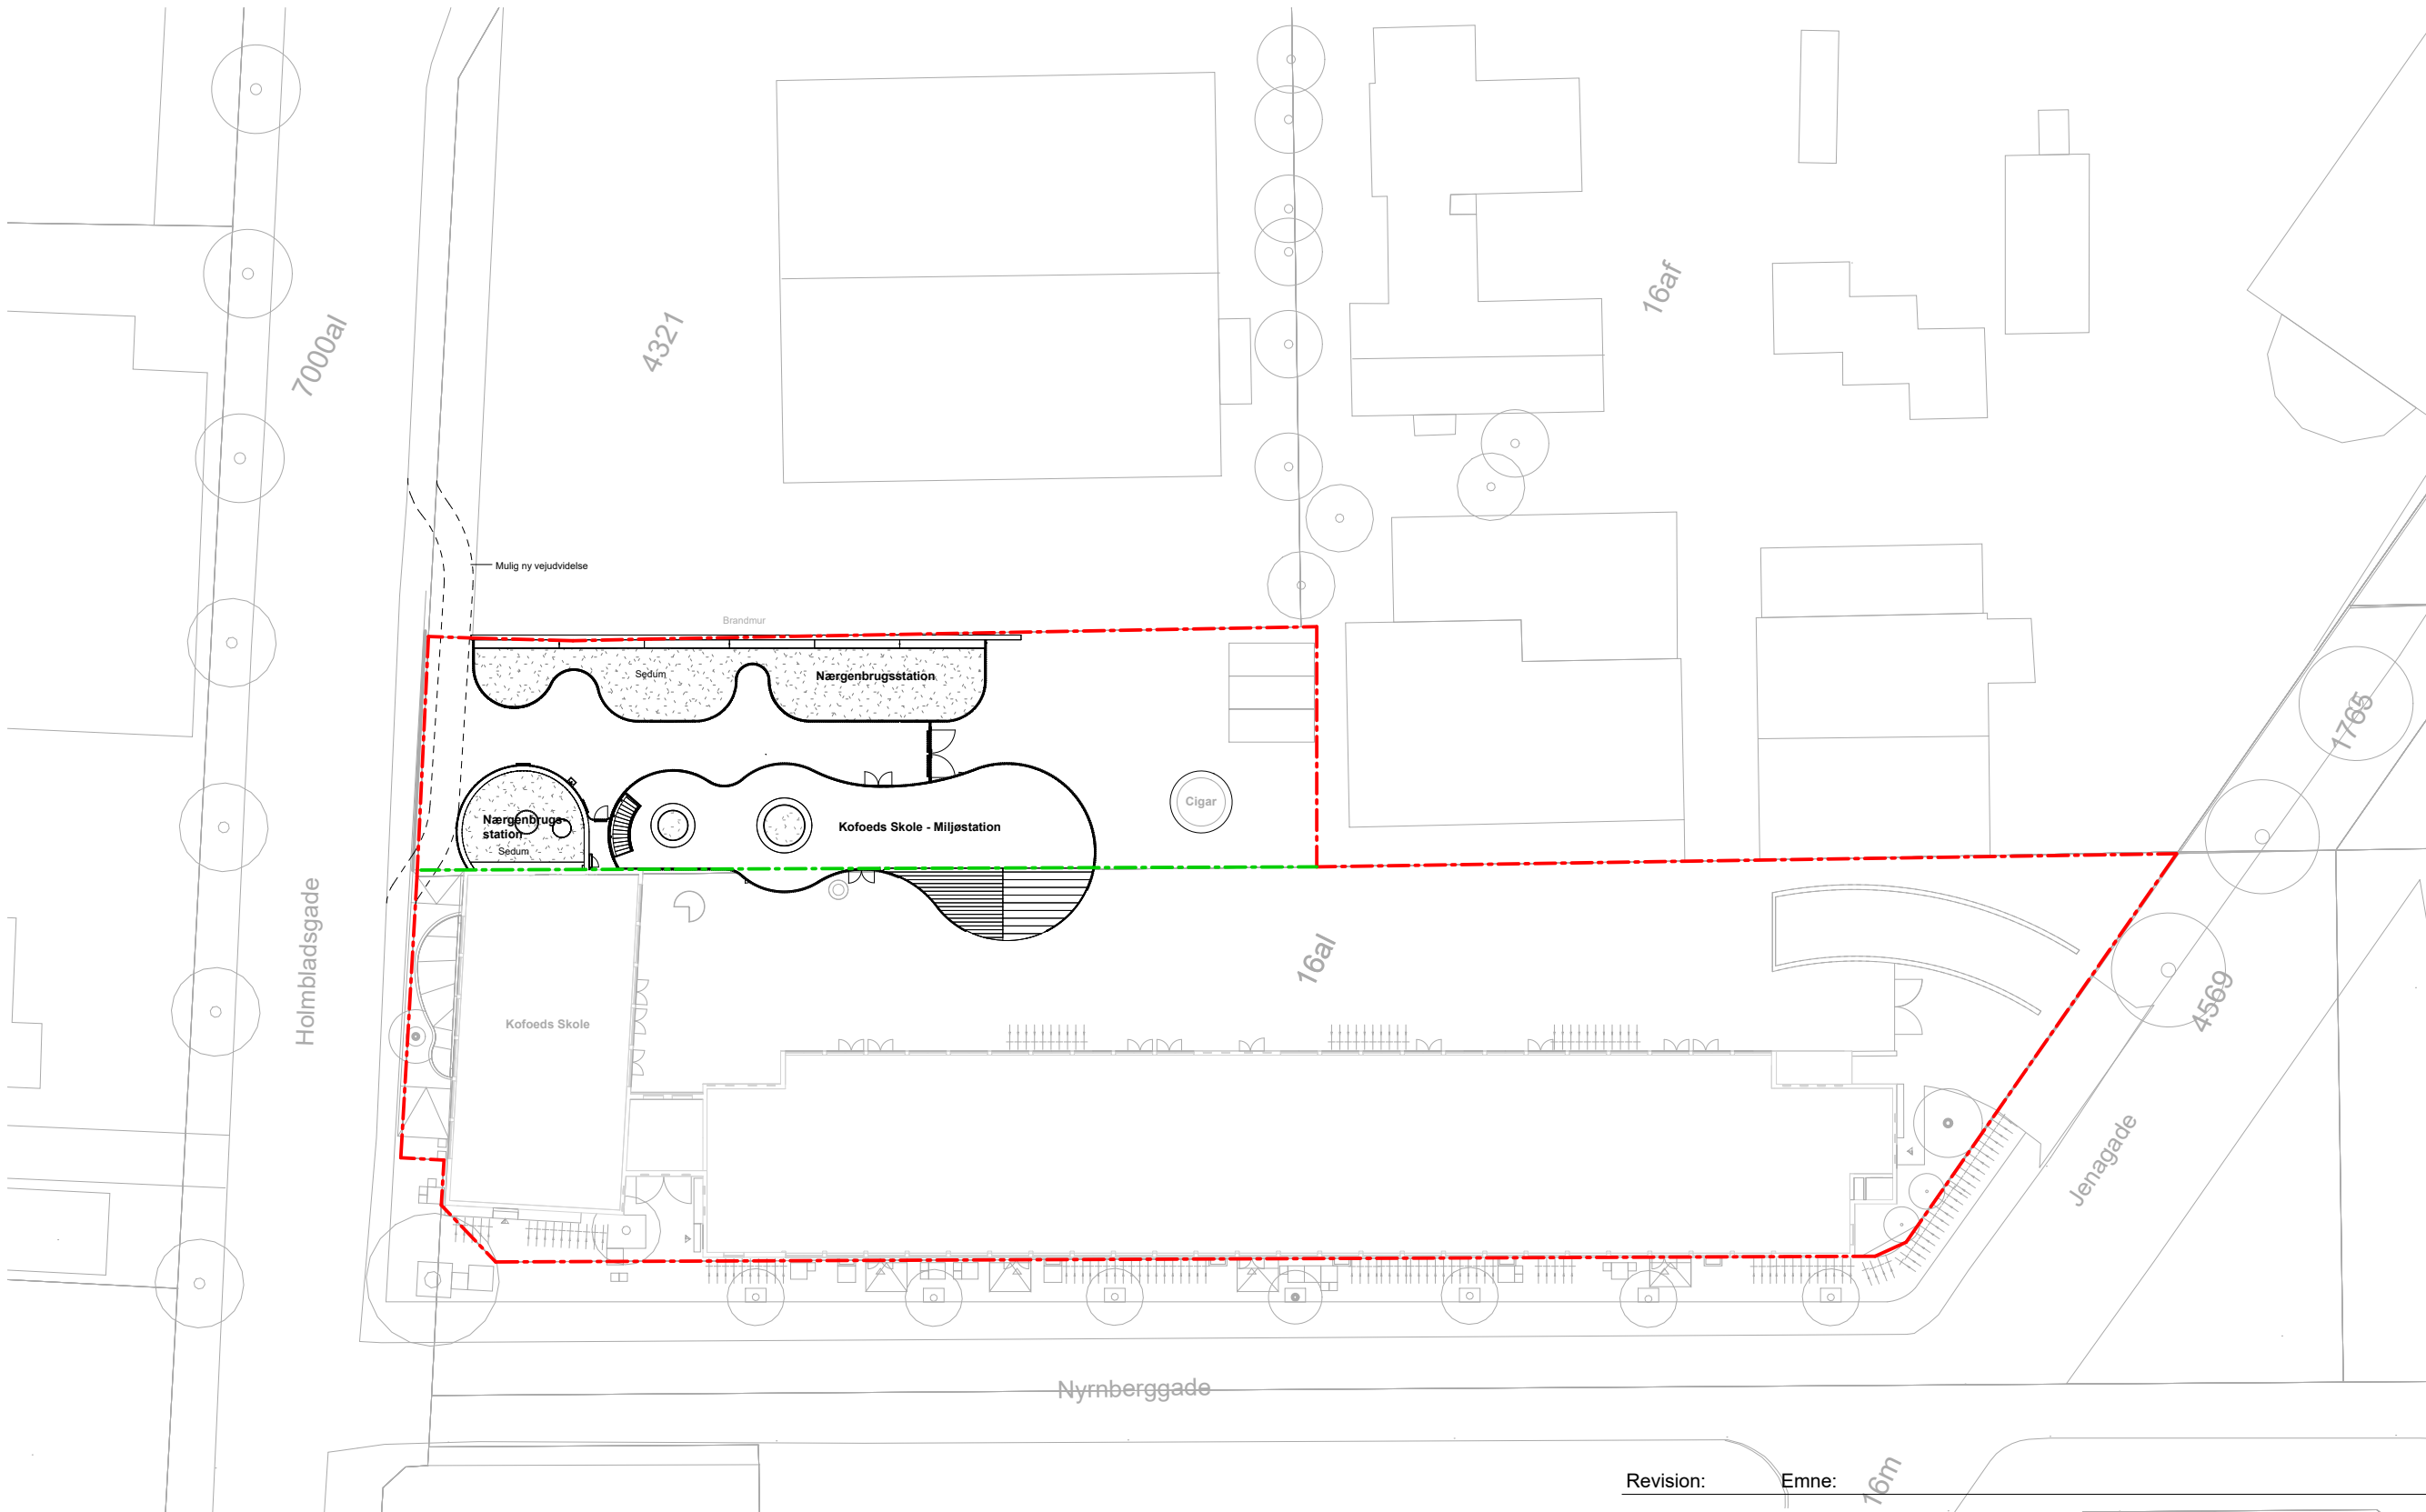 7000al
4321
16af
Mulig ny vejudvidelse
Brandmur
Sedum
Nærgenbrugsstation
1765
Cigar
Nærgenbrugs-
station
Sedum
Kofoeds Skole - Miljøstation
Holmbladsgade
16al
4569
Kofoeds Skole
Jenagade
Nyrnberggade
Revision:
Emne:
16m